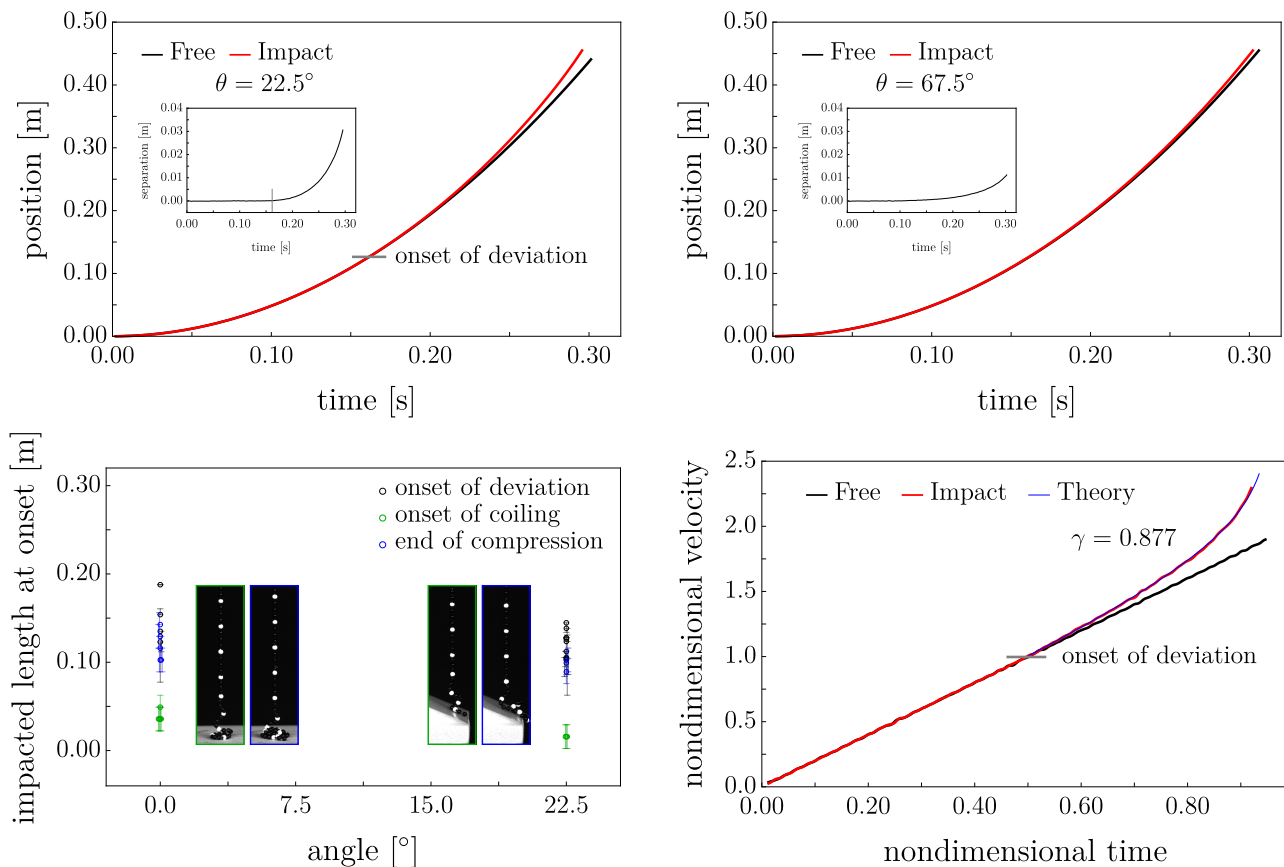 0.50
0.40
0.30
0.20
0.10
0.00
position [m]
Free Impact
θ = 22.5°
0.04
0.03
0.02
0.01
0.00
separation [m]
0.00 0.10 0.20 0.30
time [s]
onset of deviation
0.00 0.10 0.20 0.30
time [s]
0.50
0.40
0.30
0.20
0.10
0.00
position [m]
Free Impact
θ = 67.5°
0.04
0.03
0.02
0.01
0.00
separation [m]
0.00 0.10 0.20 0.30
time [s]
0.00 0.10 0.20 0.30
time [s]
impacted length at onset [m]
0.30
0.20
0.10
0.00
onset of deviation
onset of coiling
end of compression
0.0 7.5 15.0 22.5
angle [°]
nondimensional velocity
2.5
2.0
1.5
1.0
0.5
0.0
Free Impact Theory
γ = 0.877
onset of deviation
0.00 0.20 0.40 0.60 0.80
nondimensional time